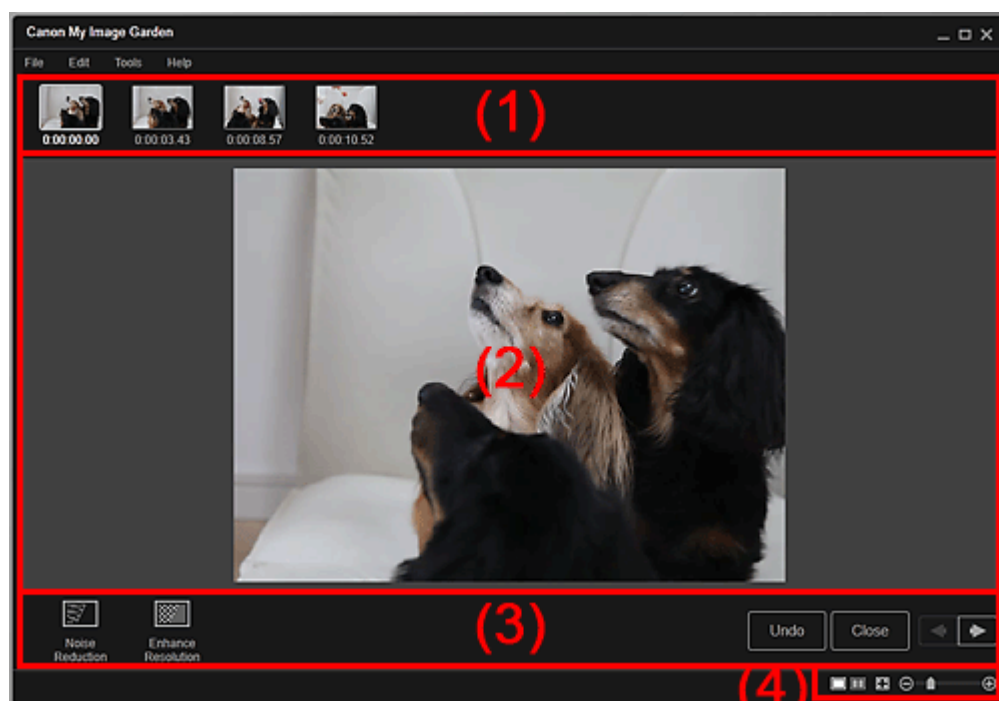 Canon My Image Garden
File Edit Tools Help
(1)
0:00:00.00 0:00:03.43 0:00:08.57 0:00:10.52
(2)
(3)
Noise Reduction
Enhance Resolution
Undo Close
(4)